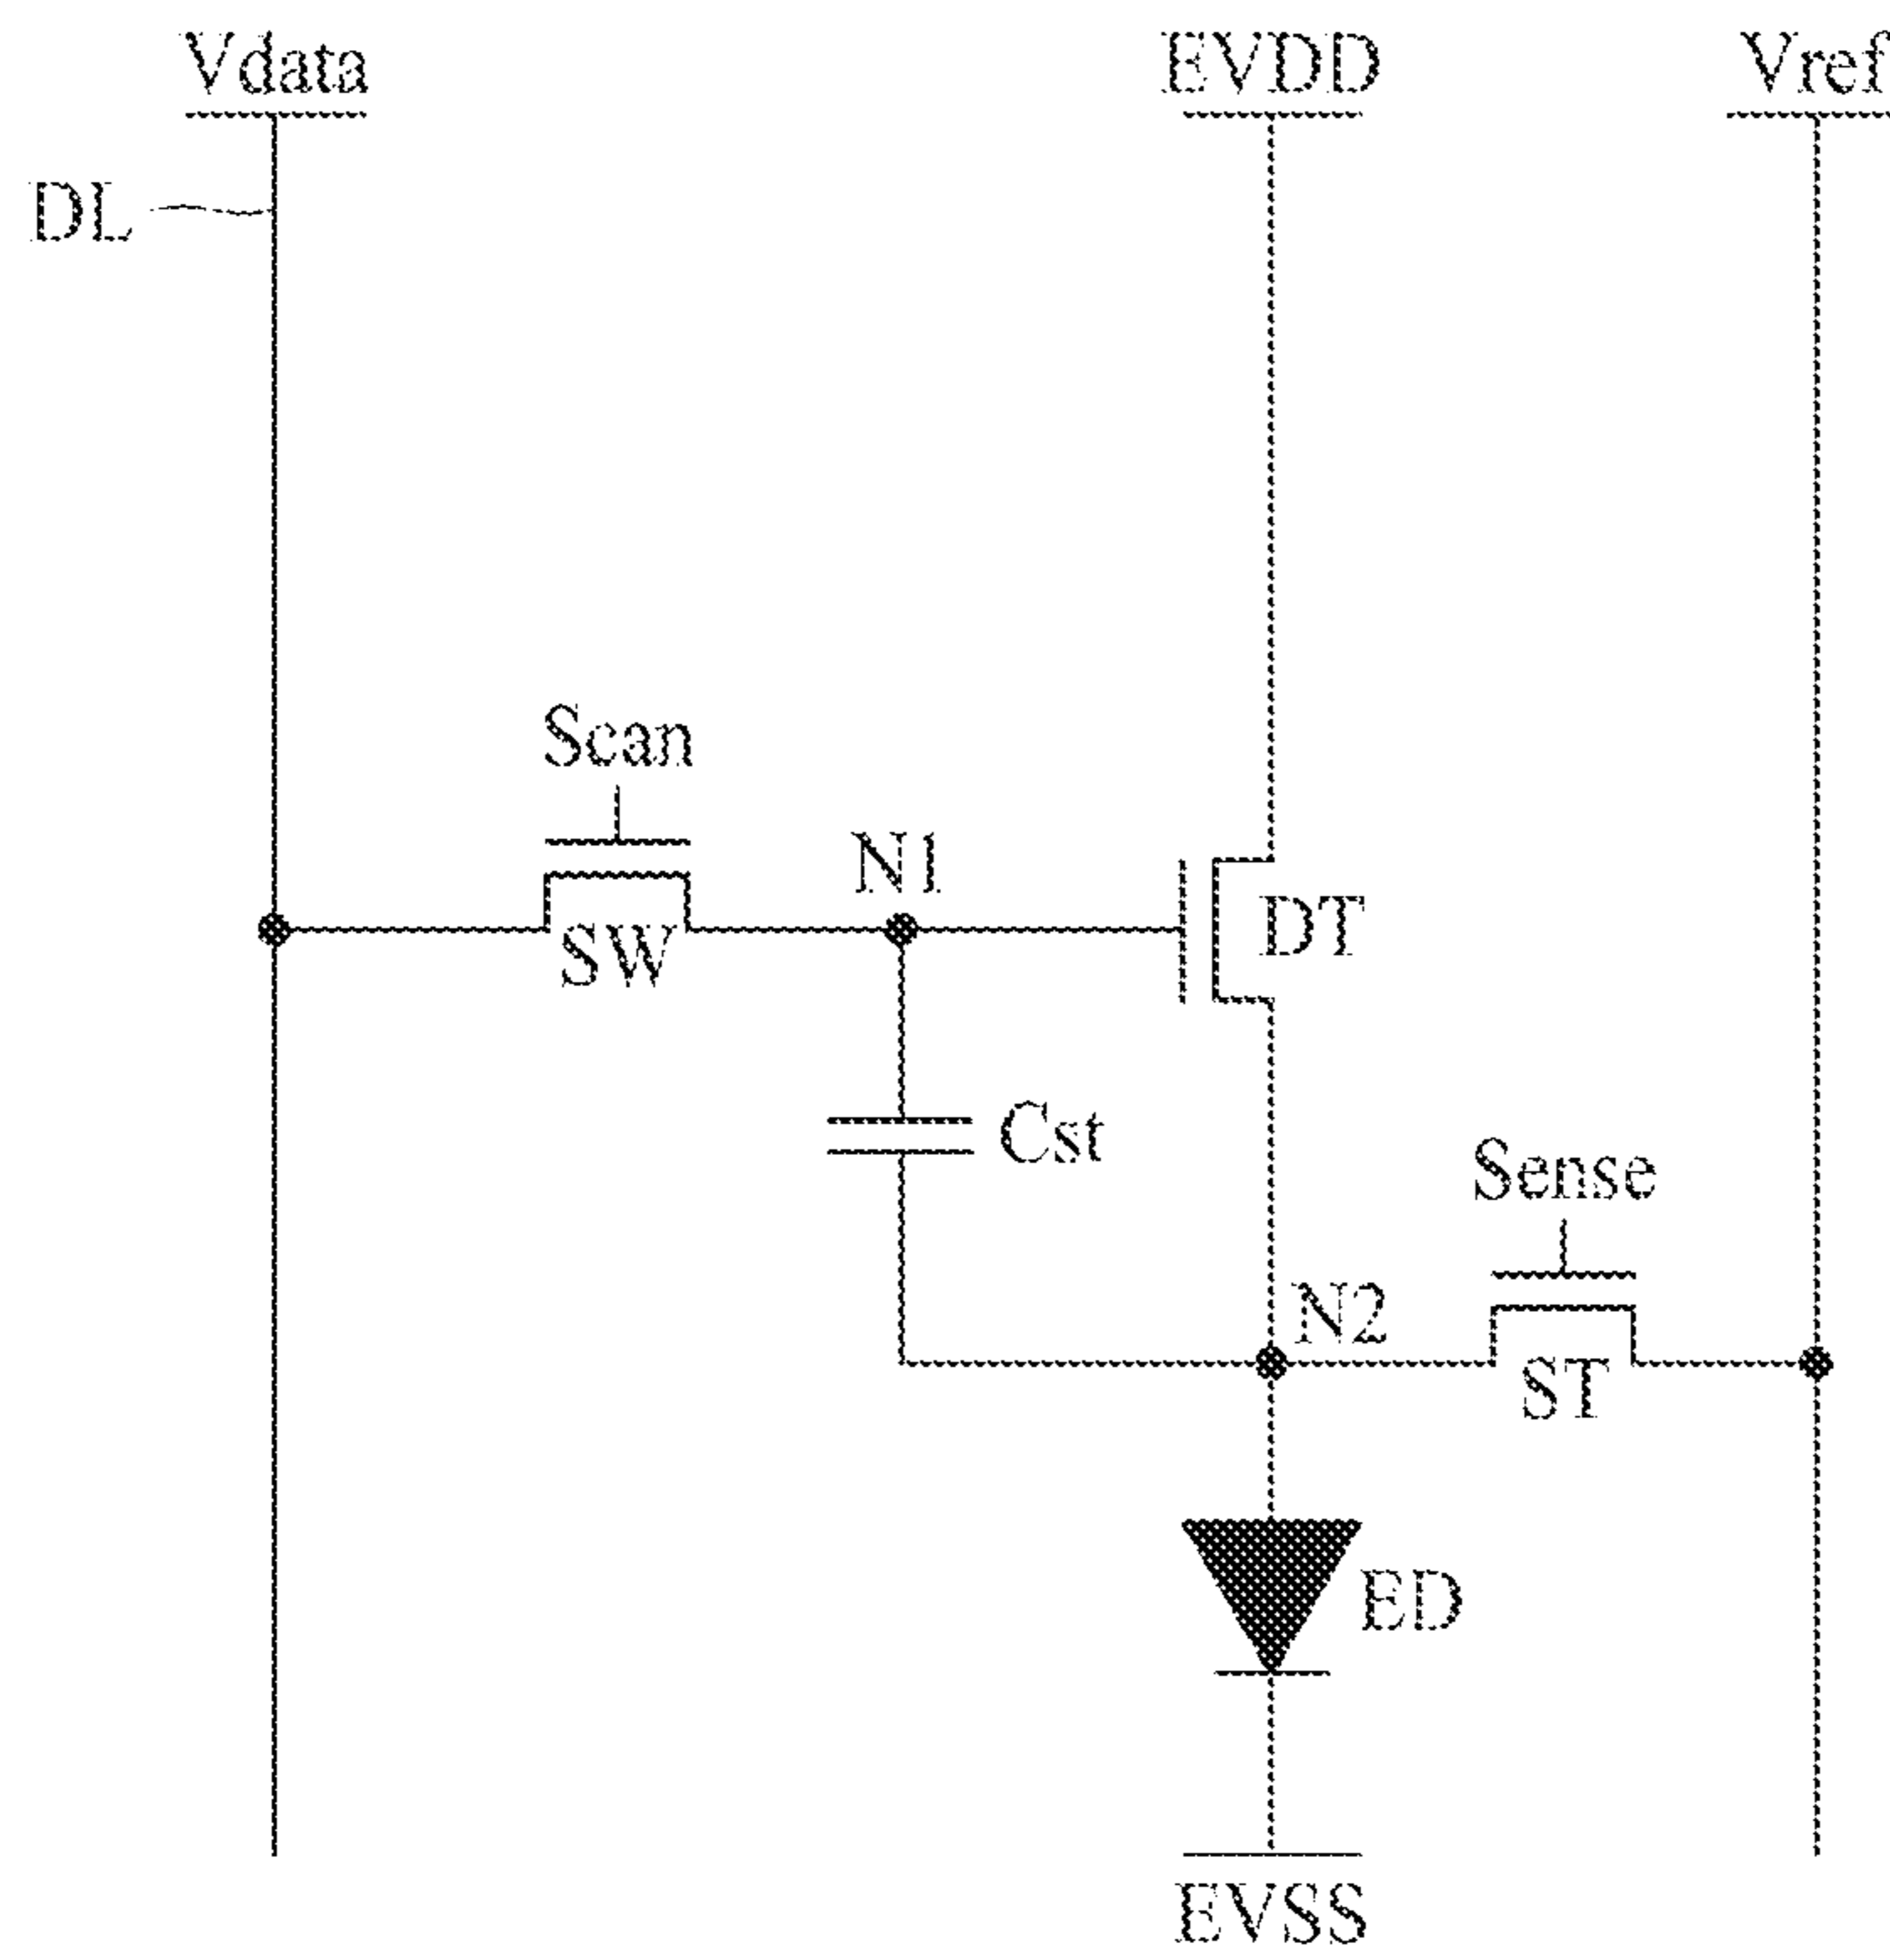 Vdata
EVDD
Vref
DL
Scan
N1
SW
DT
Cst
Sense
N2
ST
ED
EVSS